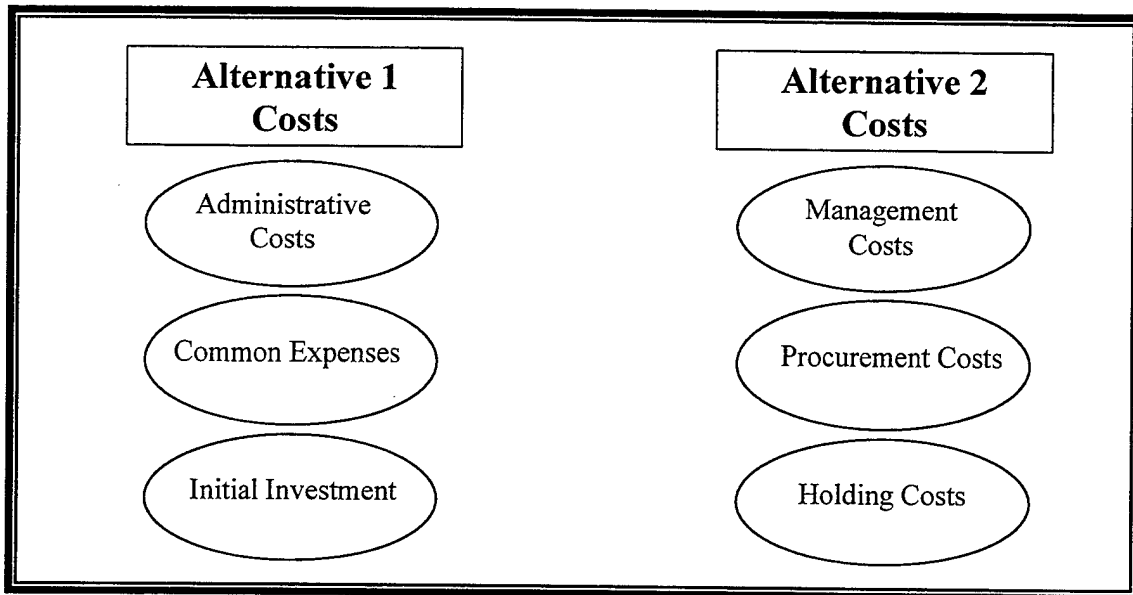 Alternative 1
Costs
Administrative
Costs
Common Expenses
Initial Investment
Alternative 2
Costs
Management
Costs
Procurement Costs
Holding Costs